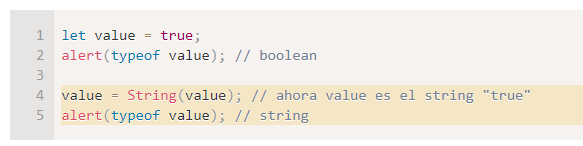 1 let value = true;
2 alert(typeof value); // boolean
3
4 value = String(value); // ahora value es el string "true"
5 alert(typeof value); // string